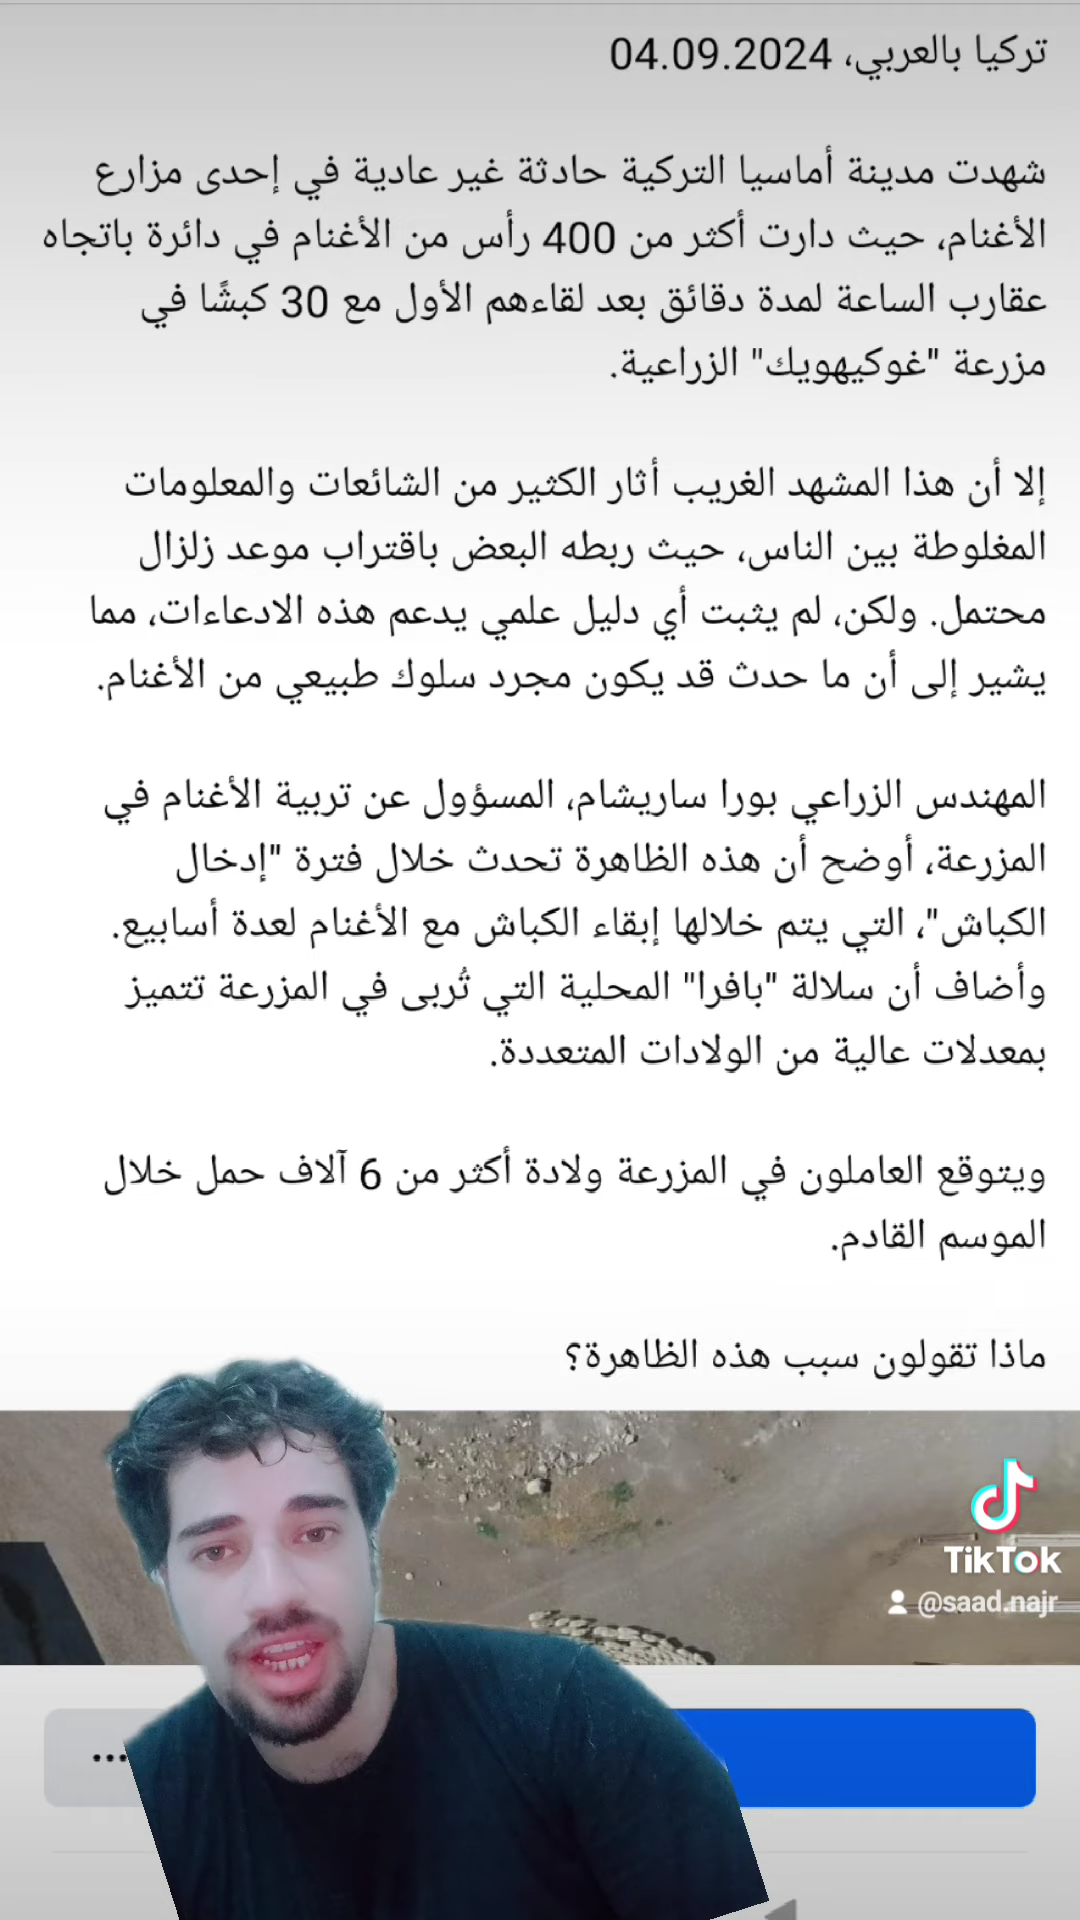 تركيا بالعربي، 04.09.2024
شهدت مدينة أماسيا التركية حادثة غير عادية في إحدى مزارع
الأغنام، حيث دارت أكثر من 400 رأس من الأغنام في دائرة باتجاه
عقارب الساعة لمدة دقائق بعد لقاءهم الأول مع 30 كبشًا في
مزرعة "غوكيهويك" الزراعية.
إلا أن هذا المشهد الغريب أثار الكثير من الشائعات والمعلومات
المغلوطة بين الناس، حيث ربطه البعض باقتراب موعد زلزال
محتمل. ولكن، لم يثبت أي دليل علمي يدعم هذه الادعاءات، مما
يشير إلى أن ما حدث قد يكون مجرد سلوك طبيعي من الأغنام.
المهندس الزراعي بورا ساريشام، المسؤول عن تربية الأغنام في
المزرعة، أوضح أن هذه الظاهرة تحدث خلال فترة "إدخال
الكباش"، التي يتم خلالها إبقاء الكباش مع الأغنام لعدة أسابيع.
وأضاف أن سلالة "بافرا" المحلية التي تُربى في المزرعة تتميز
بمعدلات عالية من الولادات المتعددة.
ويتوقع العاملون في المزرعة ولادة أكثر من 6 آلاف حمل خلال
الموسم القادم.
ماذا تقولون سبب هذه الظاهرة؟
TikTok
@saad.najr